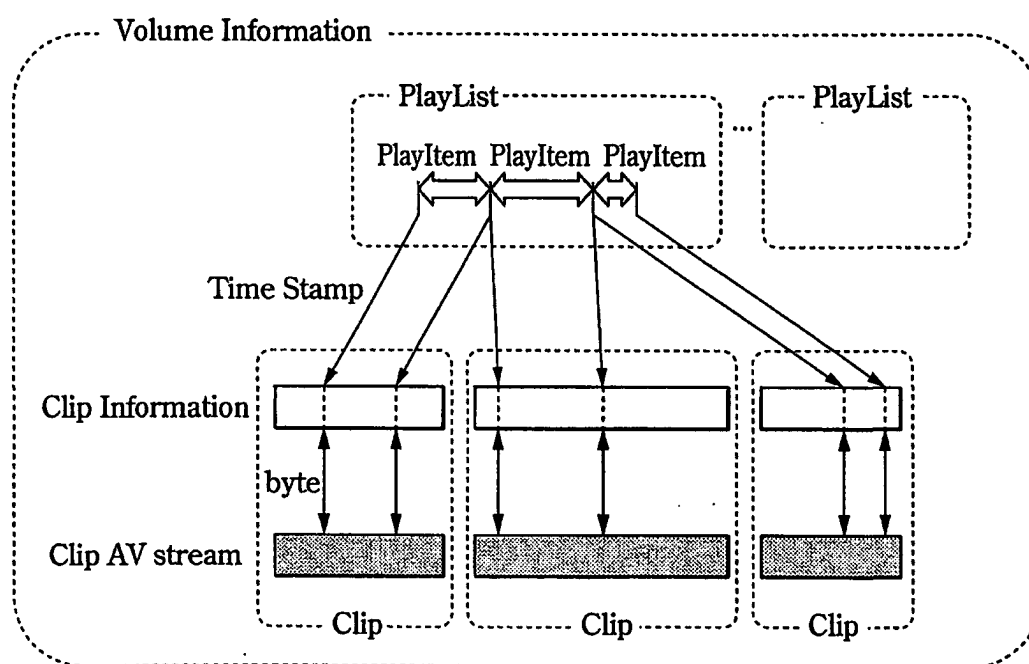 Volume Information
PlayList
PlayList
...
PlayItem PlayItem PlayItem
Time Stamp
Clip Information
byte
Clip AV stream
Clip
Clip
Clip